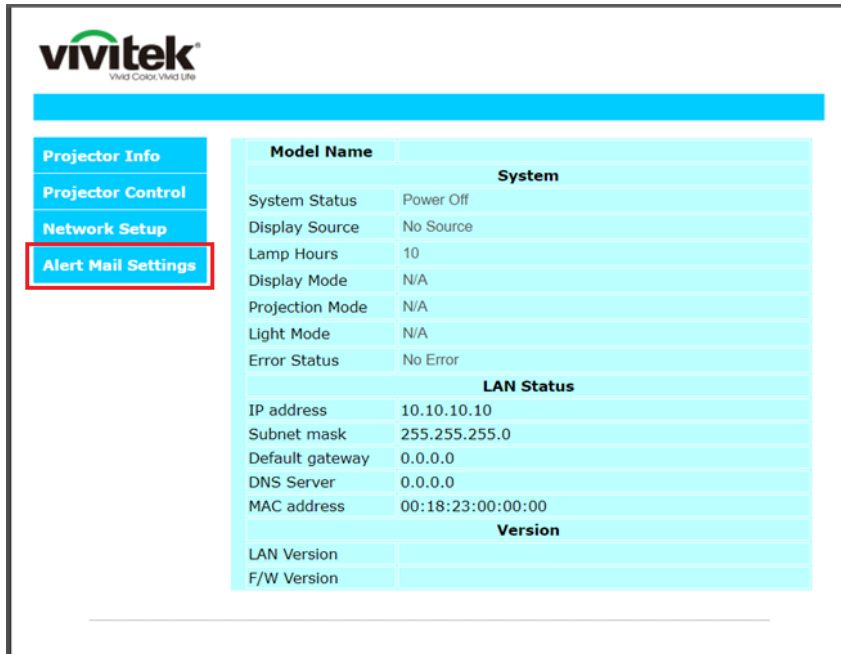 vivitek®
Vivid Color, Vivid Life
Projector Info
Projector Control
Network Setup
Alert Mail Settings
Model Name
System
System Status Power Off
Display Source No Source
Lamp Hours 10
Display Mode N/A
Projection Mode N/A
Light Mode N/A
Error Status No Error
LAN Status
IP address 10.10.10.10
Subnet mask 255.255.255.0
Default gateway 0.0.0.0
DNS Server 0.0.0.0
MAC address 00:18:23:00:00:00
Version
LAN Version
F/W Version